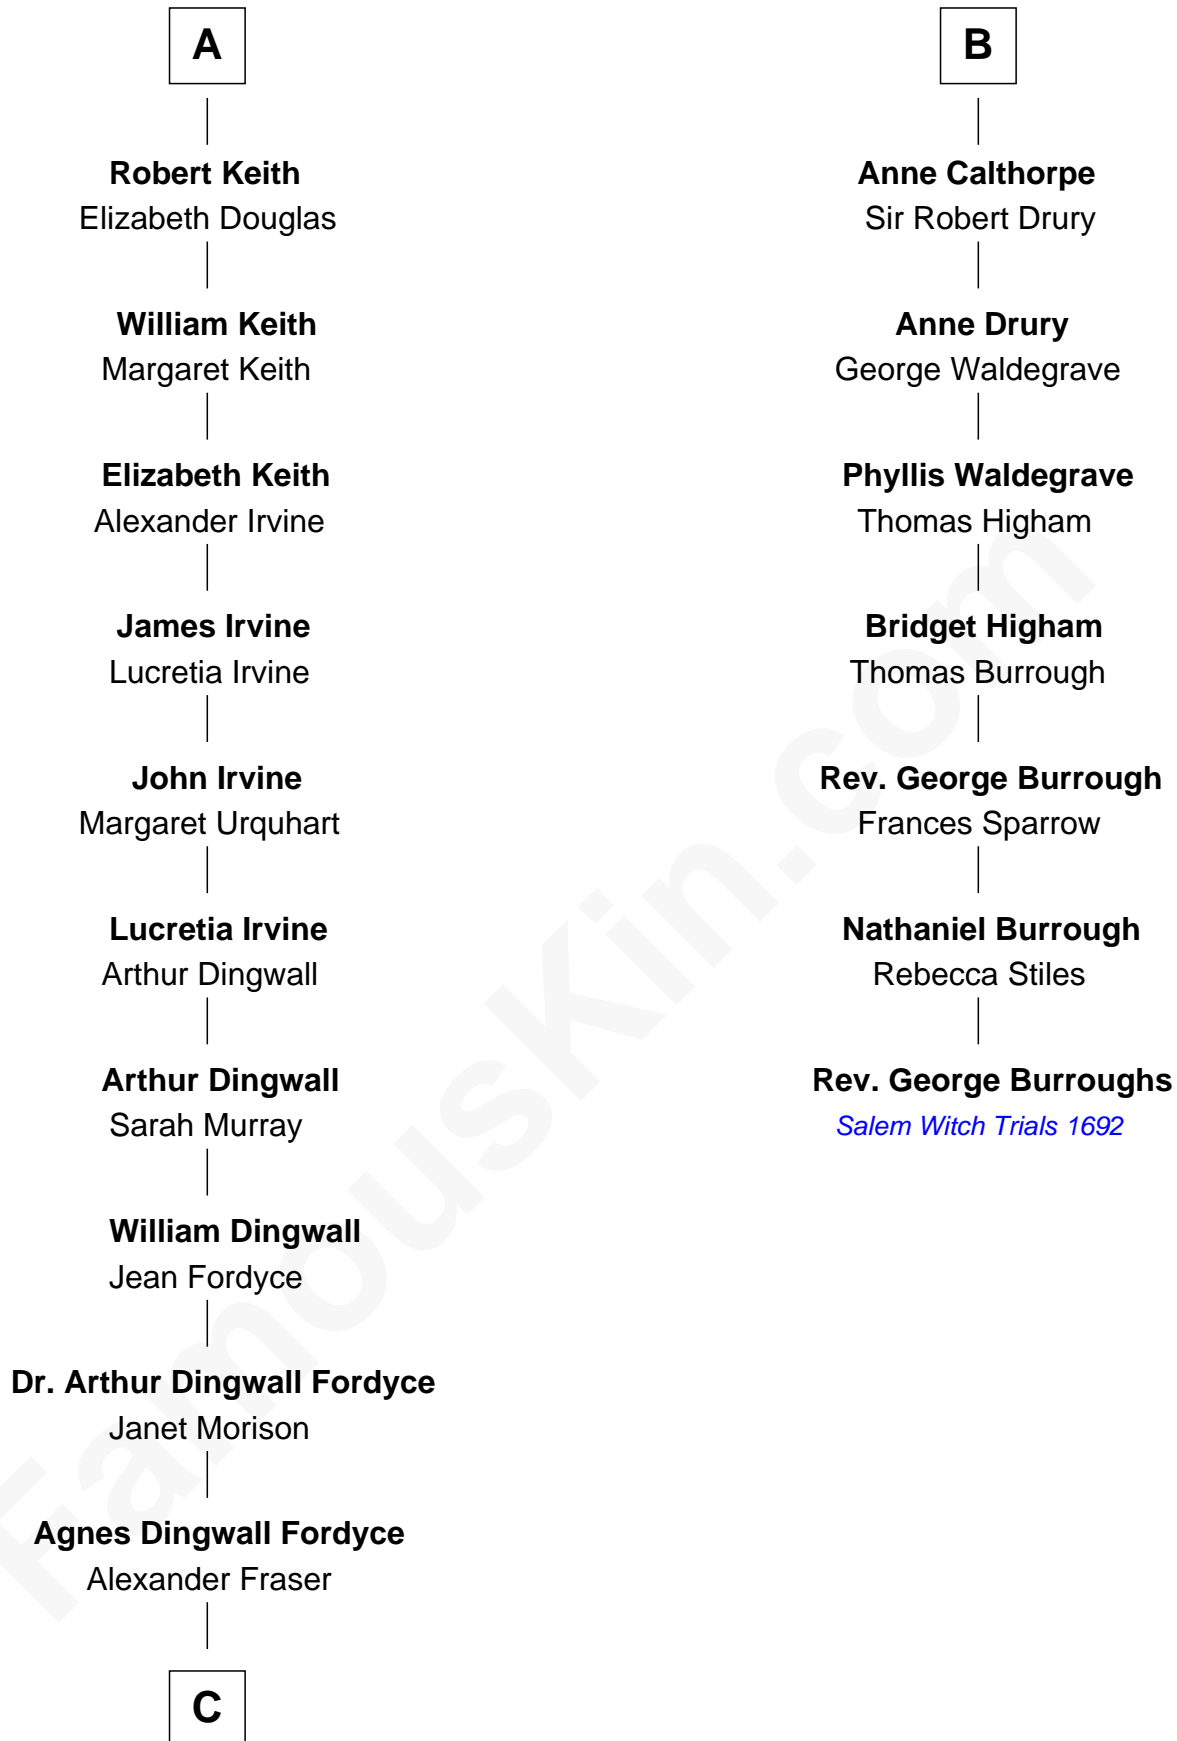 A
Robert Keith
Elizabeth Douglas
William Keith
Margaret Keith
Elizabeth Keith
Alexander Irvine
James Irvine
Lucretia Irvine
John Irvine
Margaret Urquhart
Lucretia Irvine
Arthur Dingwall
Arthur Dingwall
Sarah Murray
William Dingwall
Jean Fordyce
Dr. Arthur Dingwall Fordyce
Janet Morison
Agnes Dingwall Fordyce
Alexander Fraser
C
B
Anne Calthorpe
Sir Robert Drury
Anne Drury
George Waldegrave
Phyllis Waldegrave
Thomas Higham
Bridget Higham
Thomas Burrough
Rev. George Burrough
Frances Sparrow
Nathaniel Burrough
Rebecca Stiles
Rev. George Burroughs
Salem Witch Trials 1692
FamousKin.com